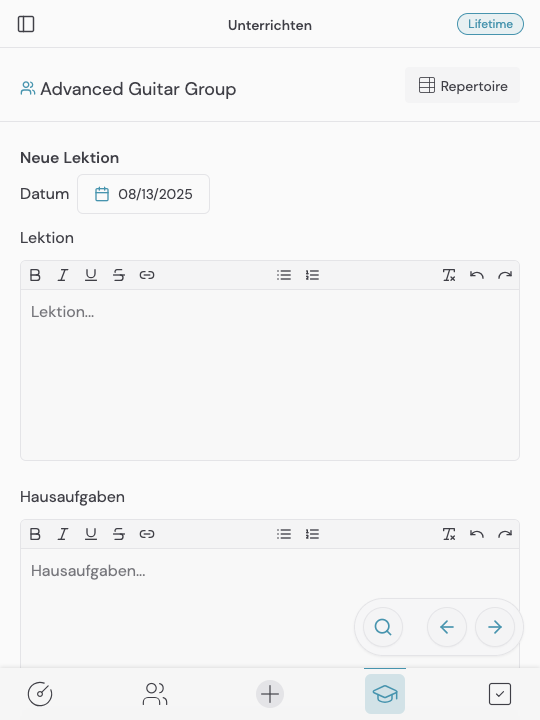 Unterrichten
Lifetime
Advanced Guitar Group
Repertoire
Neue Lektion
Datum
08/13/2025
Lektion
Lektion...
Hausaufgaben
Hausaufgaben...